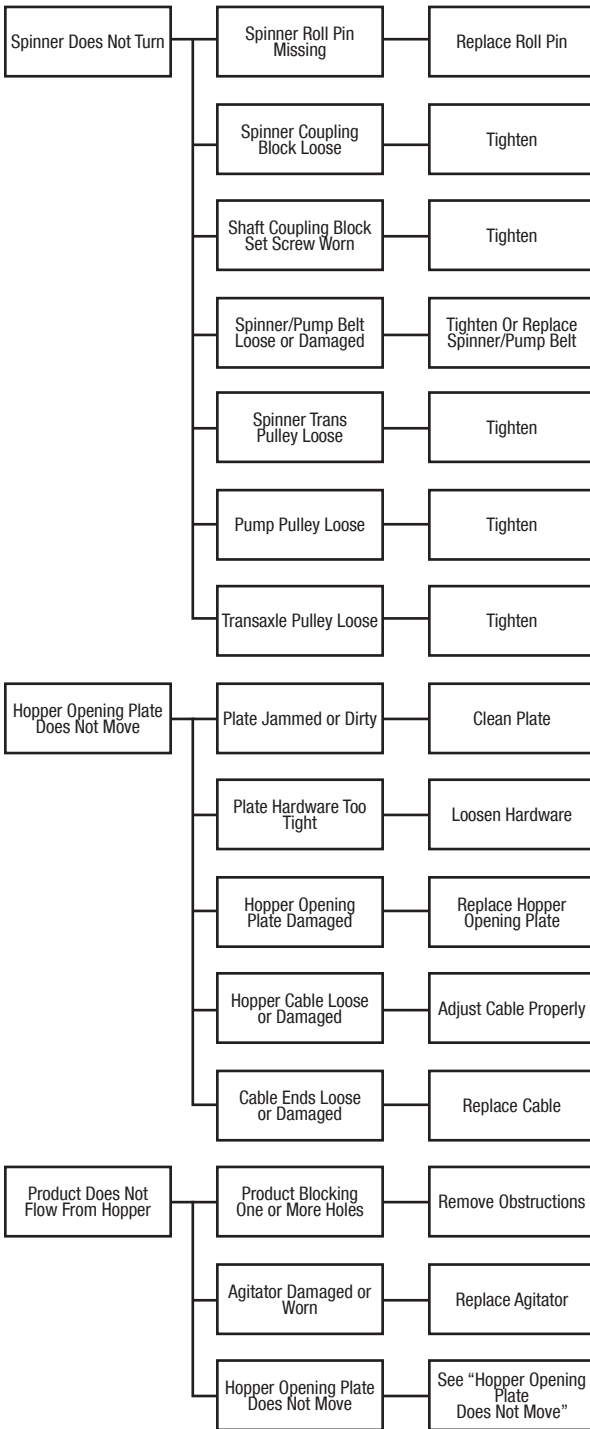 Spinner Does Not Turn
Spinner Roll Pin
Missing
Replace Roll Pin
Spinner Coupling
Block Loose
Tighten
Shaft Coupling Block
Set Screw Worn
Tighten
Spinner/Pump Belt
Loose or Damaged
Tighten Or Replace
Spinner/Pump Belt
Spinner Trans
Pulley Loose
Tighten
Pump Pulley Loose
Tighten
Transaxle Pulley Loose
Tighten
Hopper Opening Plate
Does Not Move
Plate Jammed or Dirty
Clean Plate
Plate Hardware Too
Tight
Loosen Hardware
Hopper Opening
Plate Damaged
Replace Hopper
Opening Plate
Hopper Cable Loose
or Damaged
Adjust Cable Properly
Cable Ends Loose
or Damaged
Replace Cable
Product Does Not
Flow From Hopper
Product Blocking
One or More Holes
Remove Obstructions
Agitator Damaged or
Worn
Replace Agitator
Hopper Opening Plate
Does Not Move
See “Hopper Opening
Plate
Does Not Move”